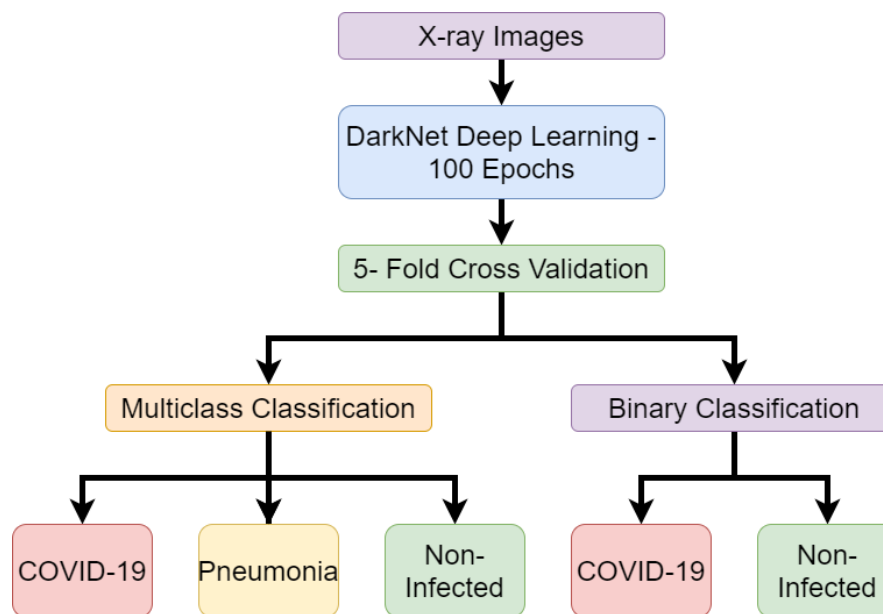 X-ray Images
DarkNet Deep Learning -
100 Epochs
5- Fold Cross Validation
Multiclass Classification
Binary Classification
COVID-19
Pneumonia
Non-
Infected
COVID-19
Non-
Infected